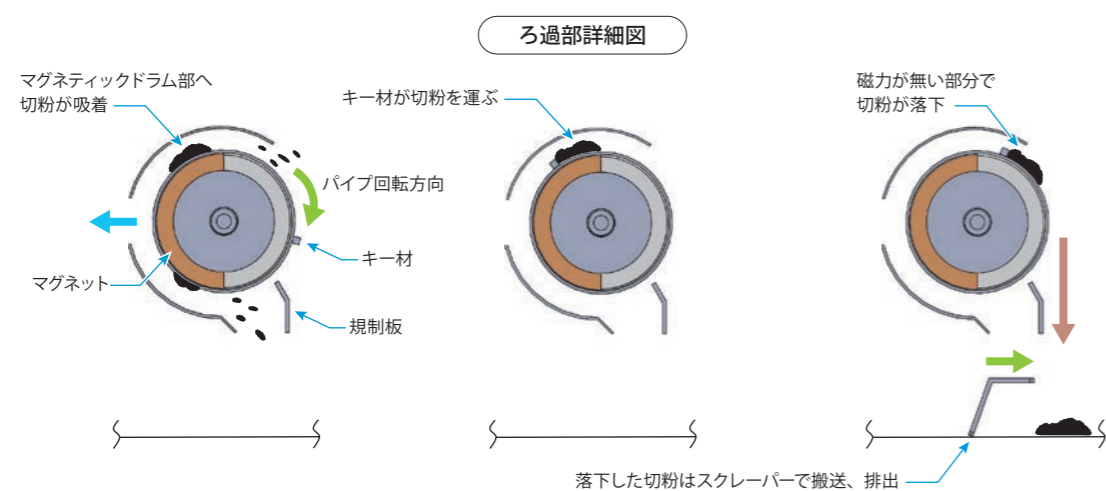 ろ過部詳細図
マグネティックドラム部へ
切粉が吸着
パイプ回転方向
マグネット
キー材
規制板
キー材が切粉を運ぶ
磁力が無い部分で
切粉が落下
落下した切粉はスクレーパーで搬送、排出